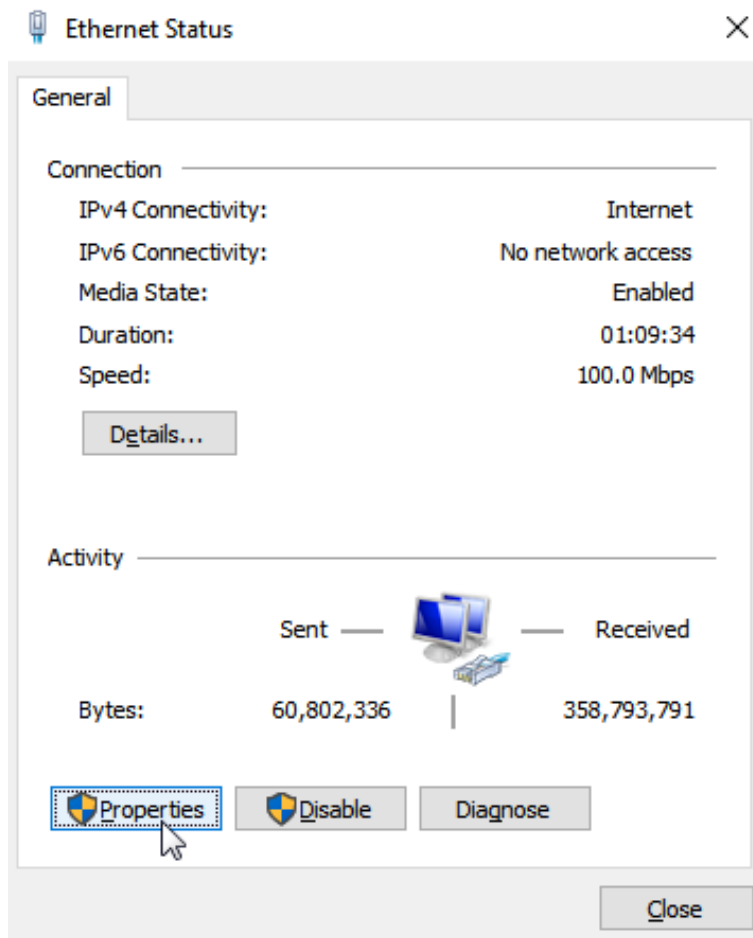 Ethernet Status
General
Connection
IPv4 Connectivity: Internet
IPv6 Connectivity: No network access
Media State: Enabled
Duration: 01:09:34
Speed: 100.0 Mbps
Details...
Activity
Sent Received
Bytes: 60,802,336 358,793,791
Properties Disable Diagnose
Close